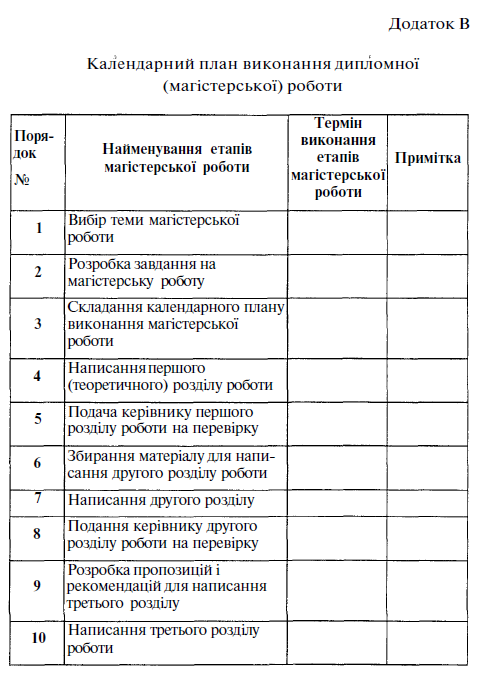 Додаток В
Календарний план виконання дипломної
(магістерської) роботи
Поря-
док
№
Найменування етапів
магістерської роботи
Термін
виконання
етапів
магістерської
роботи
Примітка
1
Вибір теми магістерської
роботи
2
Розробка завдання на
магістерську роботу
3
Складання календарного плану
виконання магістерської
роботи
4
Написання першого
(теоретичного) розділу роботи
5
Подача керівнику першого
розділу роботи на перевірку
6
Збирання матеріалу для напи-
сання другого розділу роботи
7
Написання другого розділу
8
Подання керівнику другого
розділу роботи на перевірку
9
Розробка пропозицій і
рекомендацій для написання
третього розділу
10
Написання третього розділу
роботи